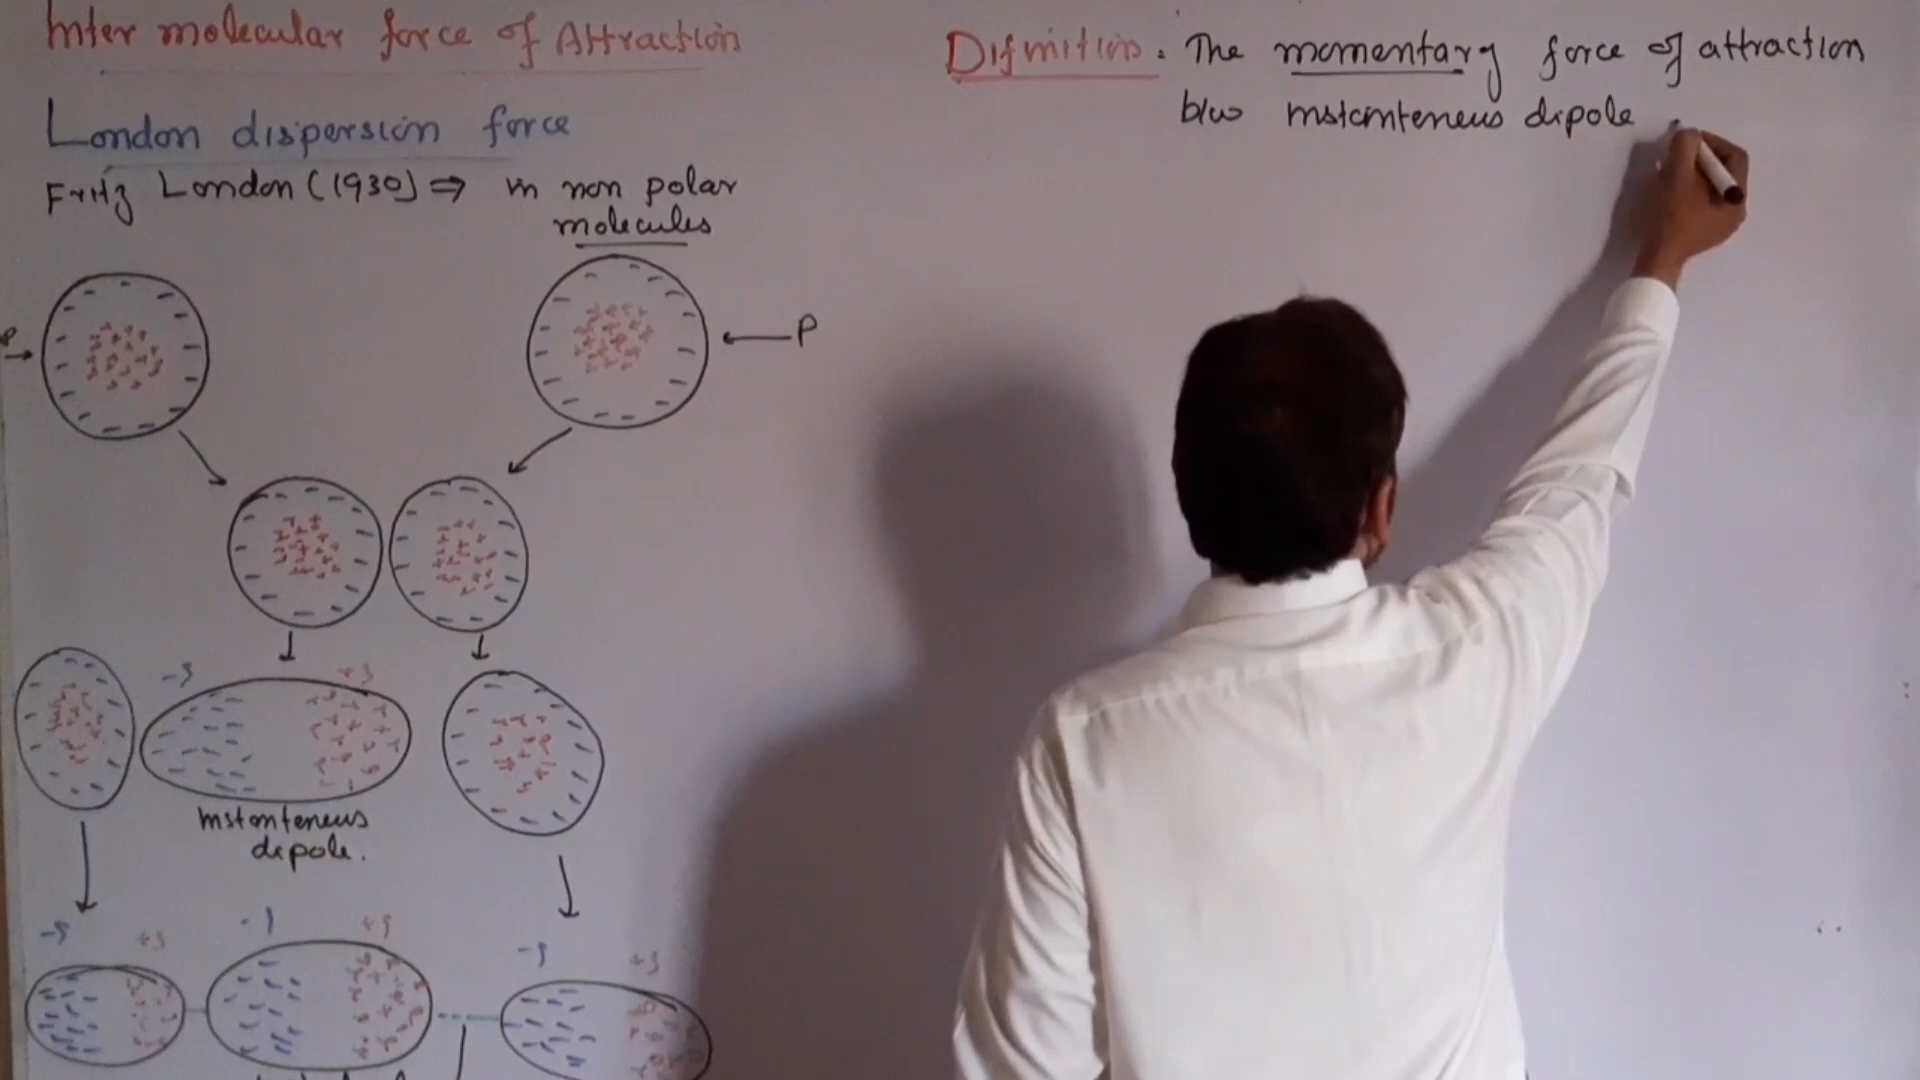 Inter molecular force of Attraction
London dispersion force
Fritz London (1930) ⇒ in non polar
molecules
P
P
-δ +δ
Instanteneus
dipole.
-δ +δ -δ +δ -δ +δ
Difinition: The momentary force of attraction
b/w instanteneus dipole